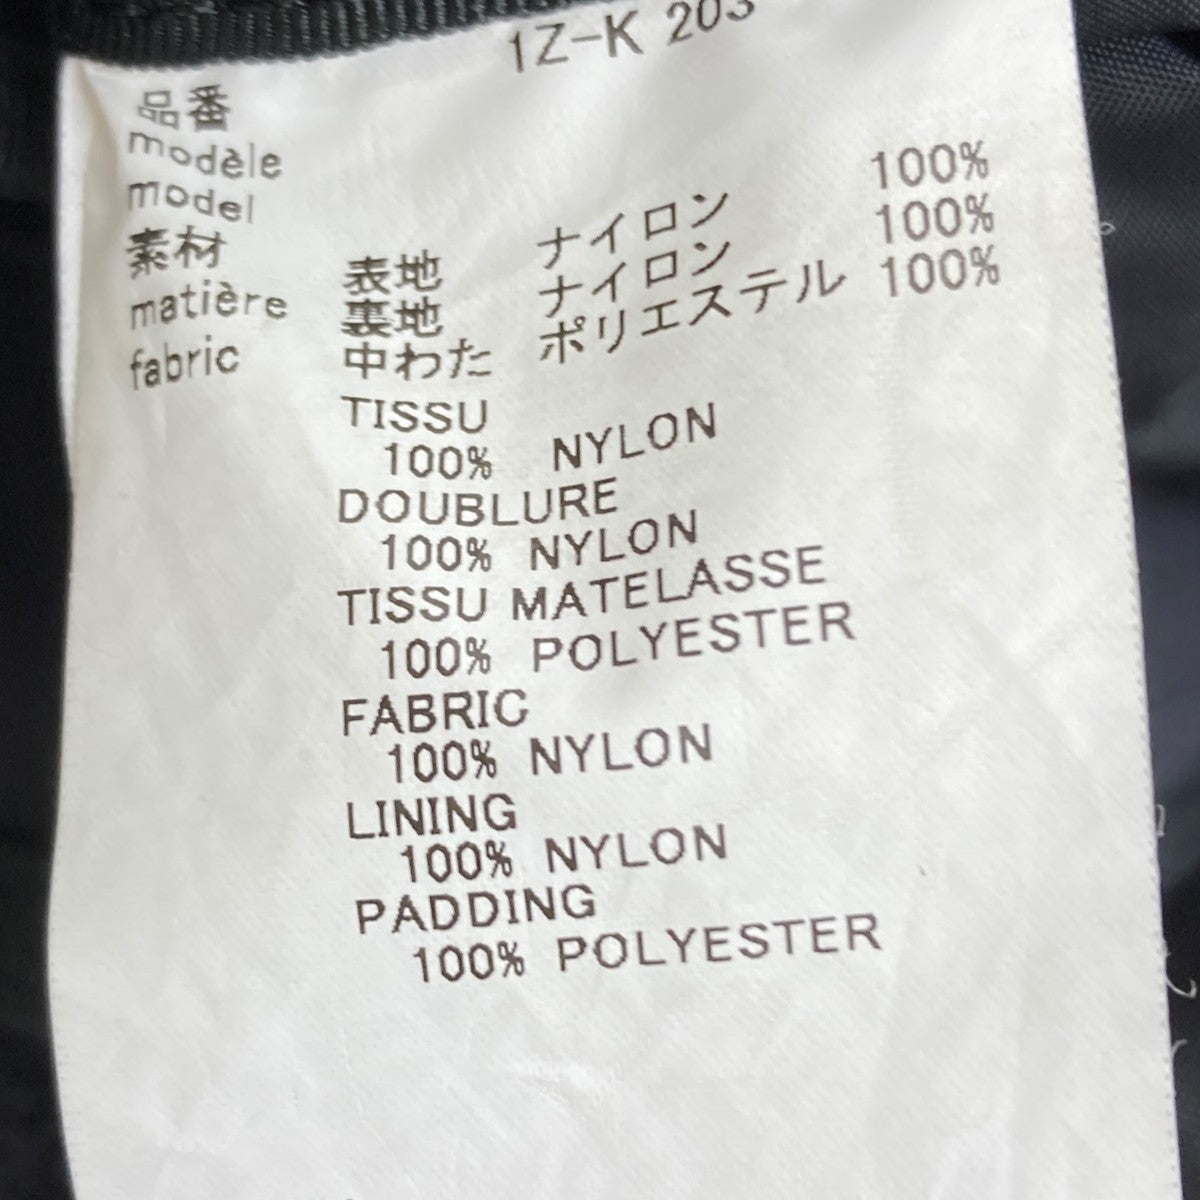 品番 1Z-K 203
modèle
model
素材 表地 ナイロン 100%
matière 裏地 ナイロン 100%
fabric 中わた ポリエステル 100%
TISSU
100% NYLON
DOUBLURE
100% NYLON
TISSU MATELASSE
100% POLYESTER
FABRIC
100% NYLON
LINING
100% NYLON
PADDING
100% POLYESTER